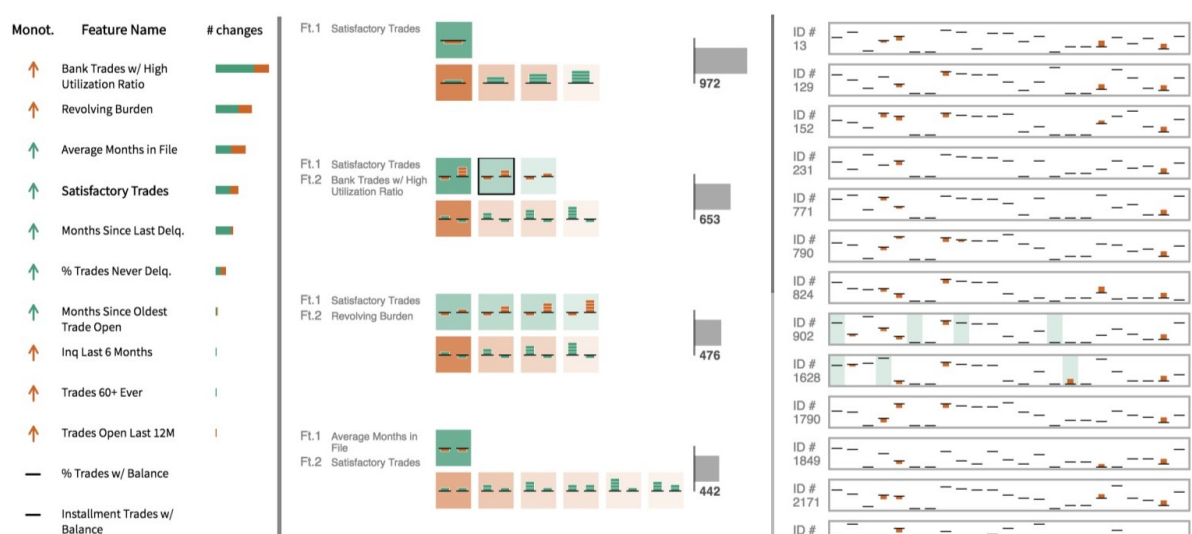 Monot. Feature Name # changes
Bank Trades w/ High
Utilization Ratio
Revolving Burden
Average Months in File
Satisfactory Trades
Months Since Last Delq.
% Trades Never Delq.
Months Since Oldest
Trade Open
Inq Last 6 Months
Trades 60+ Ever
Trades Open Last 12M
% Trades w/ Balance
Installment Trades w/
Balance
Ft.1 Satisfactory Trades
972
Ft.1 Satisfactory Trades
Ft.2 Bank Trades w/ High
Utilization Ratio
653
Ft.1 Satisfactory Trades
Ft.2 Revolving Burden
476
Ft.1 Average Months in
File
Ft.2 Satisfactory Trades
442
ID #
13
ID #
129
ID #
152
ID #
231
ID #
771
ID #
790
ID #
824
ID #
902
ID #
1628
ID #
1790
ID #
1849
ID #
2171
ID #